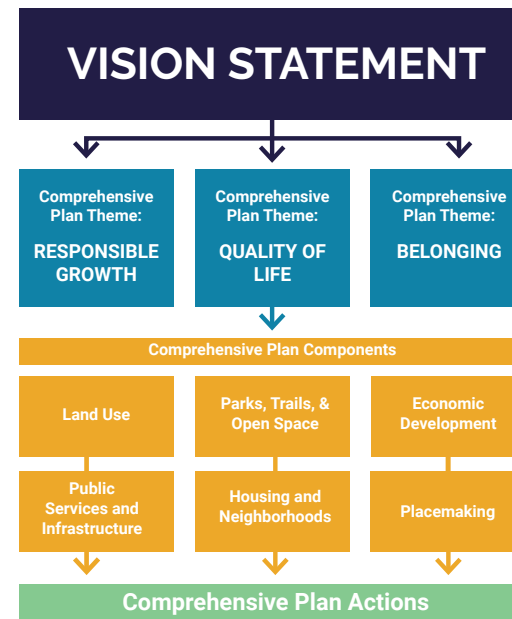 VISION STATEMENT
Comprehensive
Plan Theme:
RESPONSIBLE
GROWTH
Comprehensive
Plan Theme:
QUALITY OF
LIFE
Comprehensive
Plan Theme:
BELONGING
Comprehensive Plan Components
Land Use
Parks, Trails, &
Open Space
Economic
Development
Public
Services and
Infrastructure
Housing and
Neighborhoods
Placemaking
Comprehensive Plan Actions